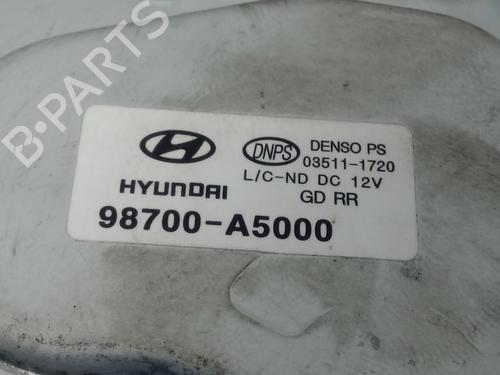 B-PARTS
HYUNDAI
98700-A5000
DNPS
DENSO PS
03511-1720
L/C-ND DC 12V
GD RR